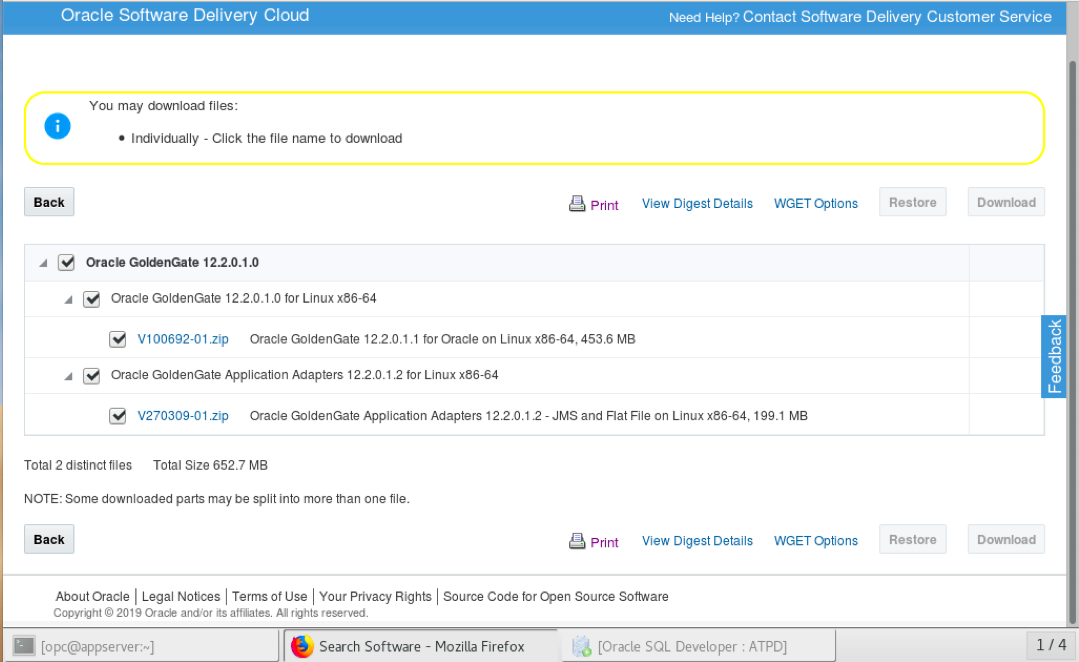 Oracle Software Delivery Cloud Need Help? Contact Software Delivery Customer Service
You may download files:
• Individually - Click the file name to download
Back Print View Digest Details WGET Options Restore Download
Oracle GoldenGate 12.2.0.1.0
Oracle GoldenGate 12.2.0.1.0 for Linux x86-64
V100692-01.zip Oracle GoldenGate 12.2.0.1.1 for Oracle on Linux x86-64, 453.6 MB
Oracle GoldenGate Application Adapters 12.2.0.1.2 for Linux x86-64
V270309-01.zip Oracle GoldenGate Application Adapters 12.2.0.1.2 - JMS and Flat File on Linux x86-64, 199.1 MB
Feedback
Total 2 distinct files Total Size 652.7 MB
NOTE: Some downloaded parts may be split into more than one file.
Back Print View Digest Details WGET Options Restore Download
About Oracle | Legal Notices | Terms of Use | Your Privacy Rights | Source Code for Open Source Software
Copyright © 2019 Oracle and/or its affiliates. All rights reserved.
[opc@appserver:~] Search Software - Mozilla Firefox [Oracle SQL Developer : ATPD] 1 / 4